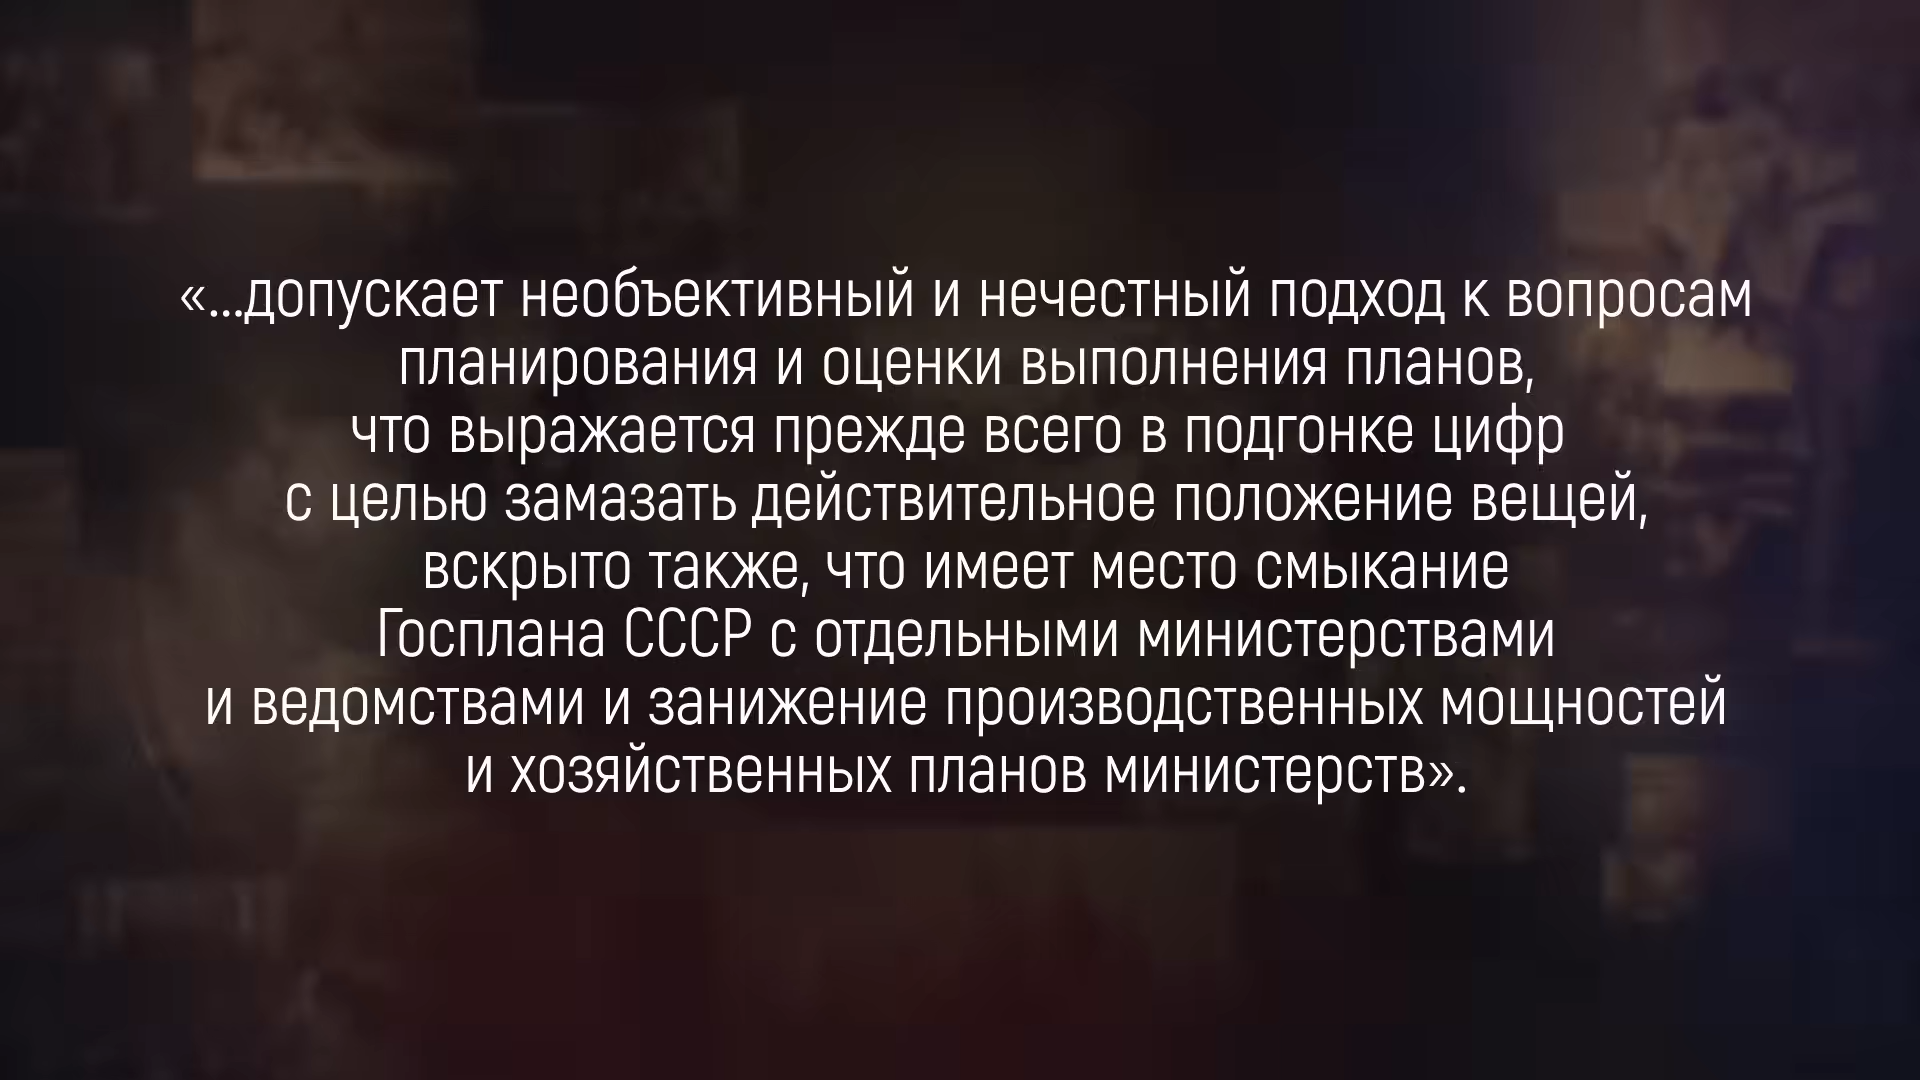 «...допускает необъективный и нечестный подход к вопросам
планирования и оценки выполнения планов,
что выражается прежде всего в подгонке цифр
с целью замазать действительное положение вещей,
вскрыто также, что имеет место смыкание
Госплана СССР с отдельными министерствами
и ведомствами и занижение производственных мощностей
и хозяйственных планов министерств».